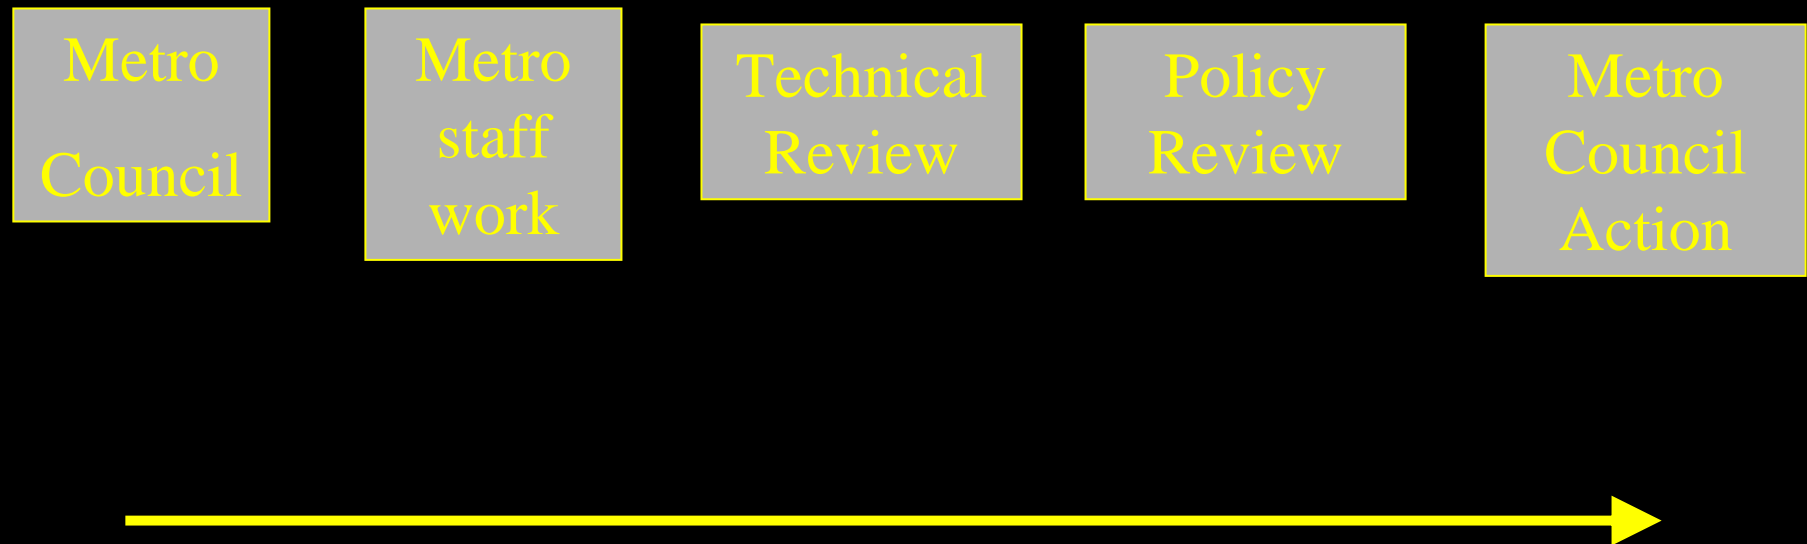 Metro
Council
Metro
staff
work
Technical
Review
Policy
Review
Metro
Council
Action